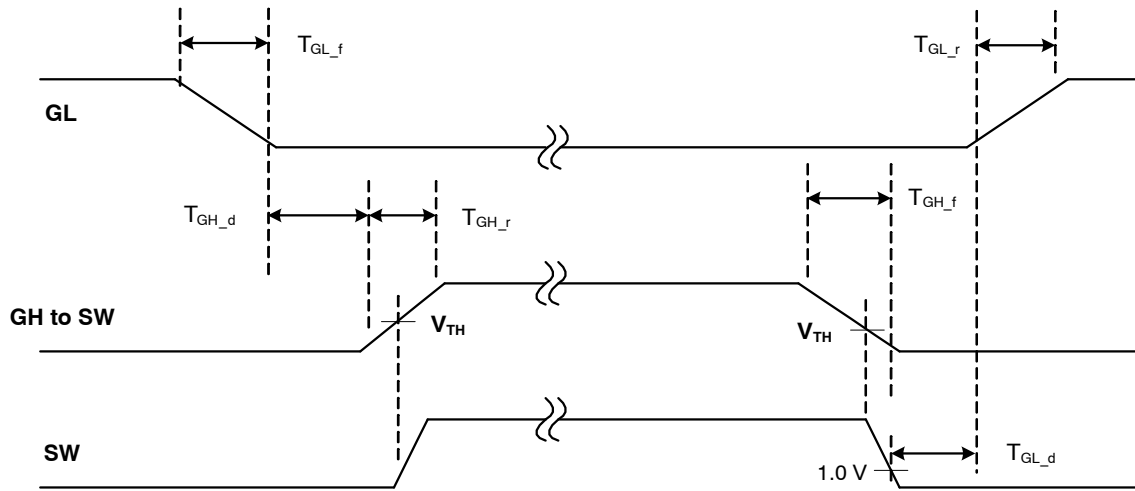 T_GL_f
T_GL_r
GL
T_GH_d
T_GH_r
T_GH_f
GH to SW
V_TH
V_TH
SW
1.0 V
T_GL_d